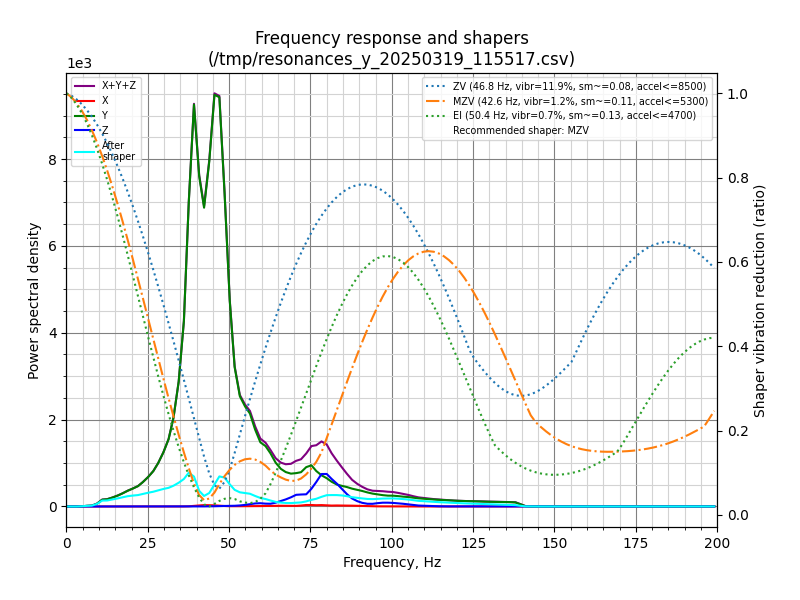 Frequency response and shapers
(/tmp/resonances_y_20250319_115517.csv)
1e3
X+Y+Z
X
Y
Z
After
shaper
ZV (46.8 Hz, vibr=11.9%, sm~=0.08, accel<=8500)
MZV (42.6 Hz, vibr=1.2%, sm~=0.11, accel<=5300)
EI (50.4 Hz, vibr=0.7%, sm~=0.13, accel<=4700)
Recommended shaper: MZV
Power spectral density
8
6
4
2
0
1.0
0.8
0.6
0.4
0.2
0.0
Shaper vibration reduction (ratio)
0 25 50 75 100 125 150 175 200
Frequency, Hz